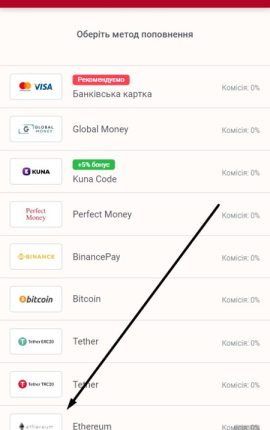 Оберіть метод поповнення
VISA
Рекомендуємо
Банківська картка
Комісія: 0%
GLOBAL
MONEY
Global Money
Комісія: 0%
KUNA
+5% бонус
Kuna Code
Комісія: 0%
Perfect
Money
Perfect Money
Комісія: 0%
BINANCE
BinancePay
Комісія: 0%
bitcoin
Bitcoin
Комісія: 0%
Tether ERC20
Tether
Комісія: 0%
Tether TRC20
Tether
Комісія: 0%
ethereum
Ethereum
Комісія: 0%